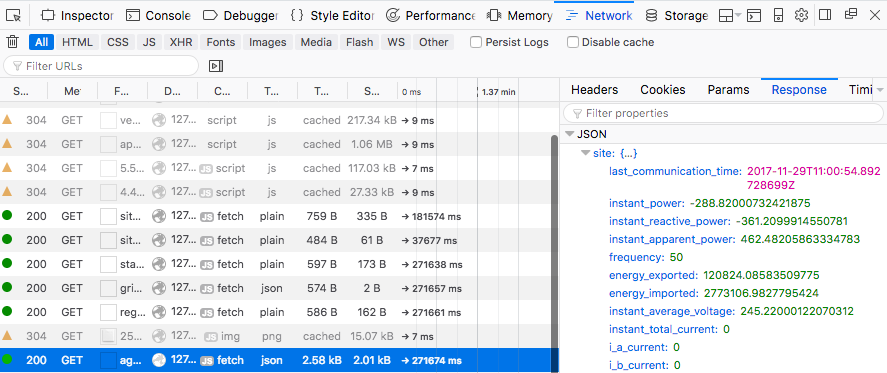 Inspector Console Debugger {} Style Editor Performance Memory Network Storage
All HTML CSS JS XHR Fonts Images Media Flash WS Other Persist Logs Disable cache
Filter URLs
S... Me F... D... C... T... T... S... 0 ms 1.37 min
304 GET ve... 127... script js cached 217.34 kB → 9 ms
304 GET ap... 127... script js cached 1.06 MB → 9 ms
304 GET 5.5... 127... JS script js cached 117.03 kB → 7 ms
304 GET 4.4... 127... JS script js cached 27.33 kB → 9 ms
200 GET sit... 127... JS fetch plain 759 B 335 B → 181574 ms
200 GET sit... 127... JS fetch plain 484 B 61 B → 37677 ms
200 GET sta... 127... JS fetch plain 597 B 173 B → 271638 ms
200 GET gri... 127... JS fetch json 574 B 2 B → 271657 ms
200 GET reg... 127... JS fetch plain 586 B 162 B → 271661 ms
304 GET 25... 127... JS img png cached 15.07 kB → 7 ms
200 GET ag... 127... JS fetch json 2.58 kB 2.01 kB → 271674 ms
Headers Cookies Params Response Timi
Filter properties
JSON
site: {...}
last_communication_time: 2017-11-29T11:00:54.892
728699Z
instant_power: -288.82000732421875
instant_reactive_power: -361.2099914550781
instant_apparent_power: 462.48205863334783
frequency: 50
energy_exported: 120824.08583509775
energy_imported: 2773106.9827795424
instant_average_voltage: 245.22000122070312
instant_total_current: 0
i_a_current: 0
i_b_current: 0